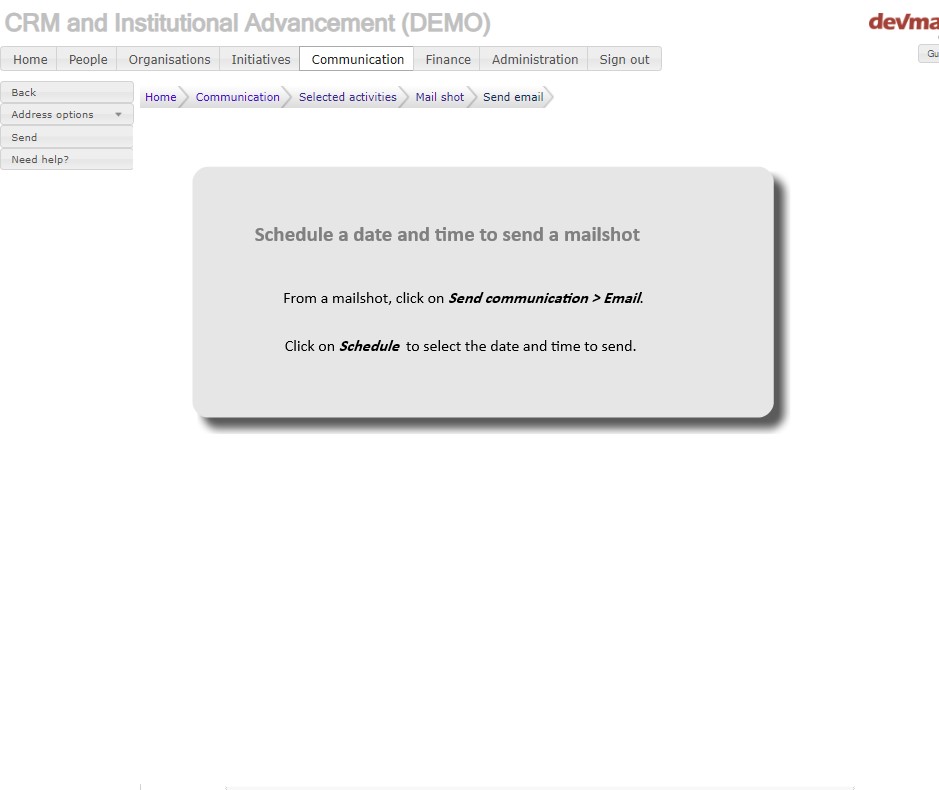 CRM and Institutional Advancement (DEMO)
Home People Organisations Initiatives Communication Finance Administration Sign out
Back
Address options
Send
Need help?
Home Communication Selected activities Mail shot Send email
Schedule a date and time to send a mailshot
From a mailshot, click on Send communication > Email.
Click on Schedule to select the date and time to send.